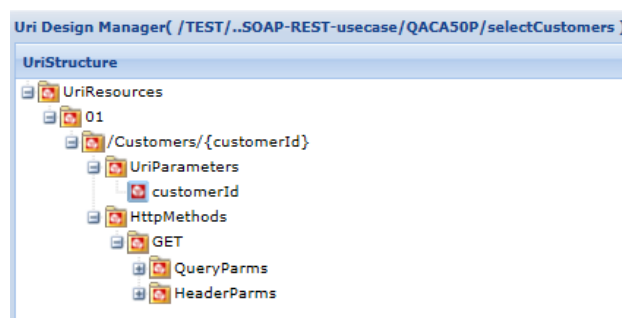 Uri Design Manager( /TEST/..SOAP-REST-usecase/QACA50P/selectCustomers )
UriStructure
UriResources
01
/Customers/{customerId}
UriParameters
customerId
HttpMethods
GET
QueryParms
HeaderParms